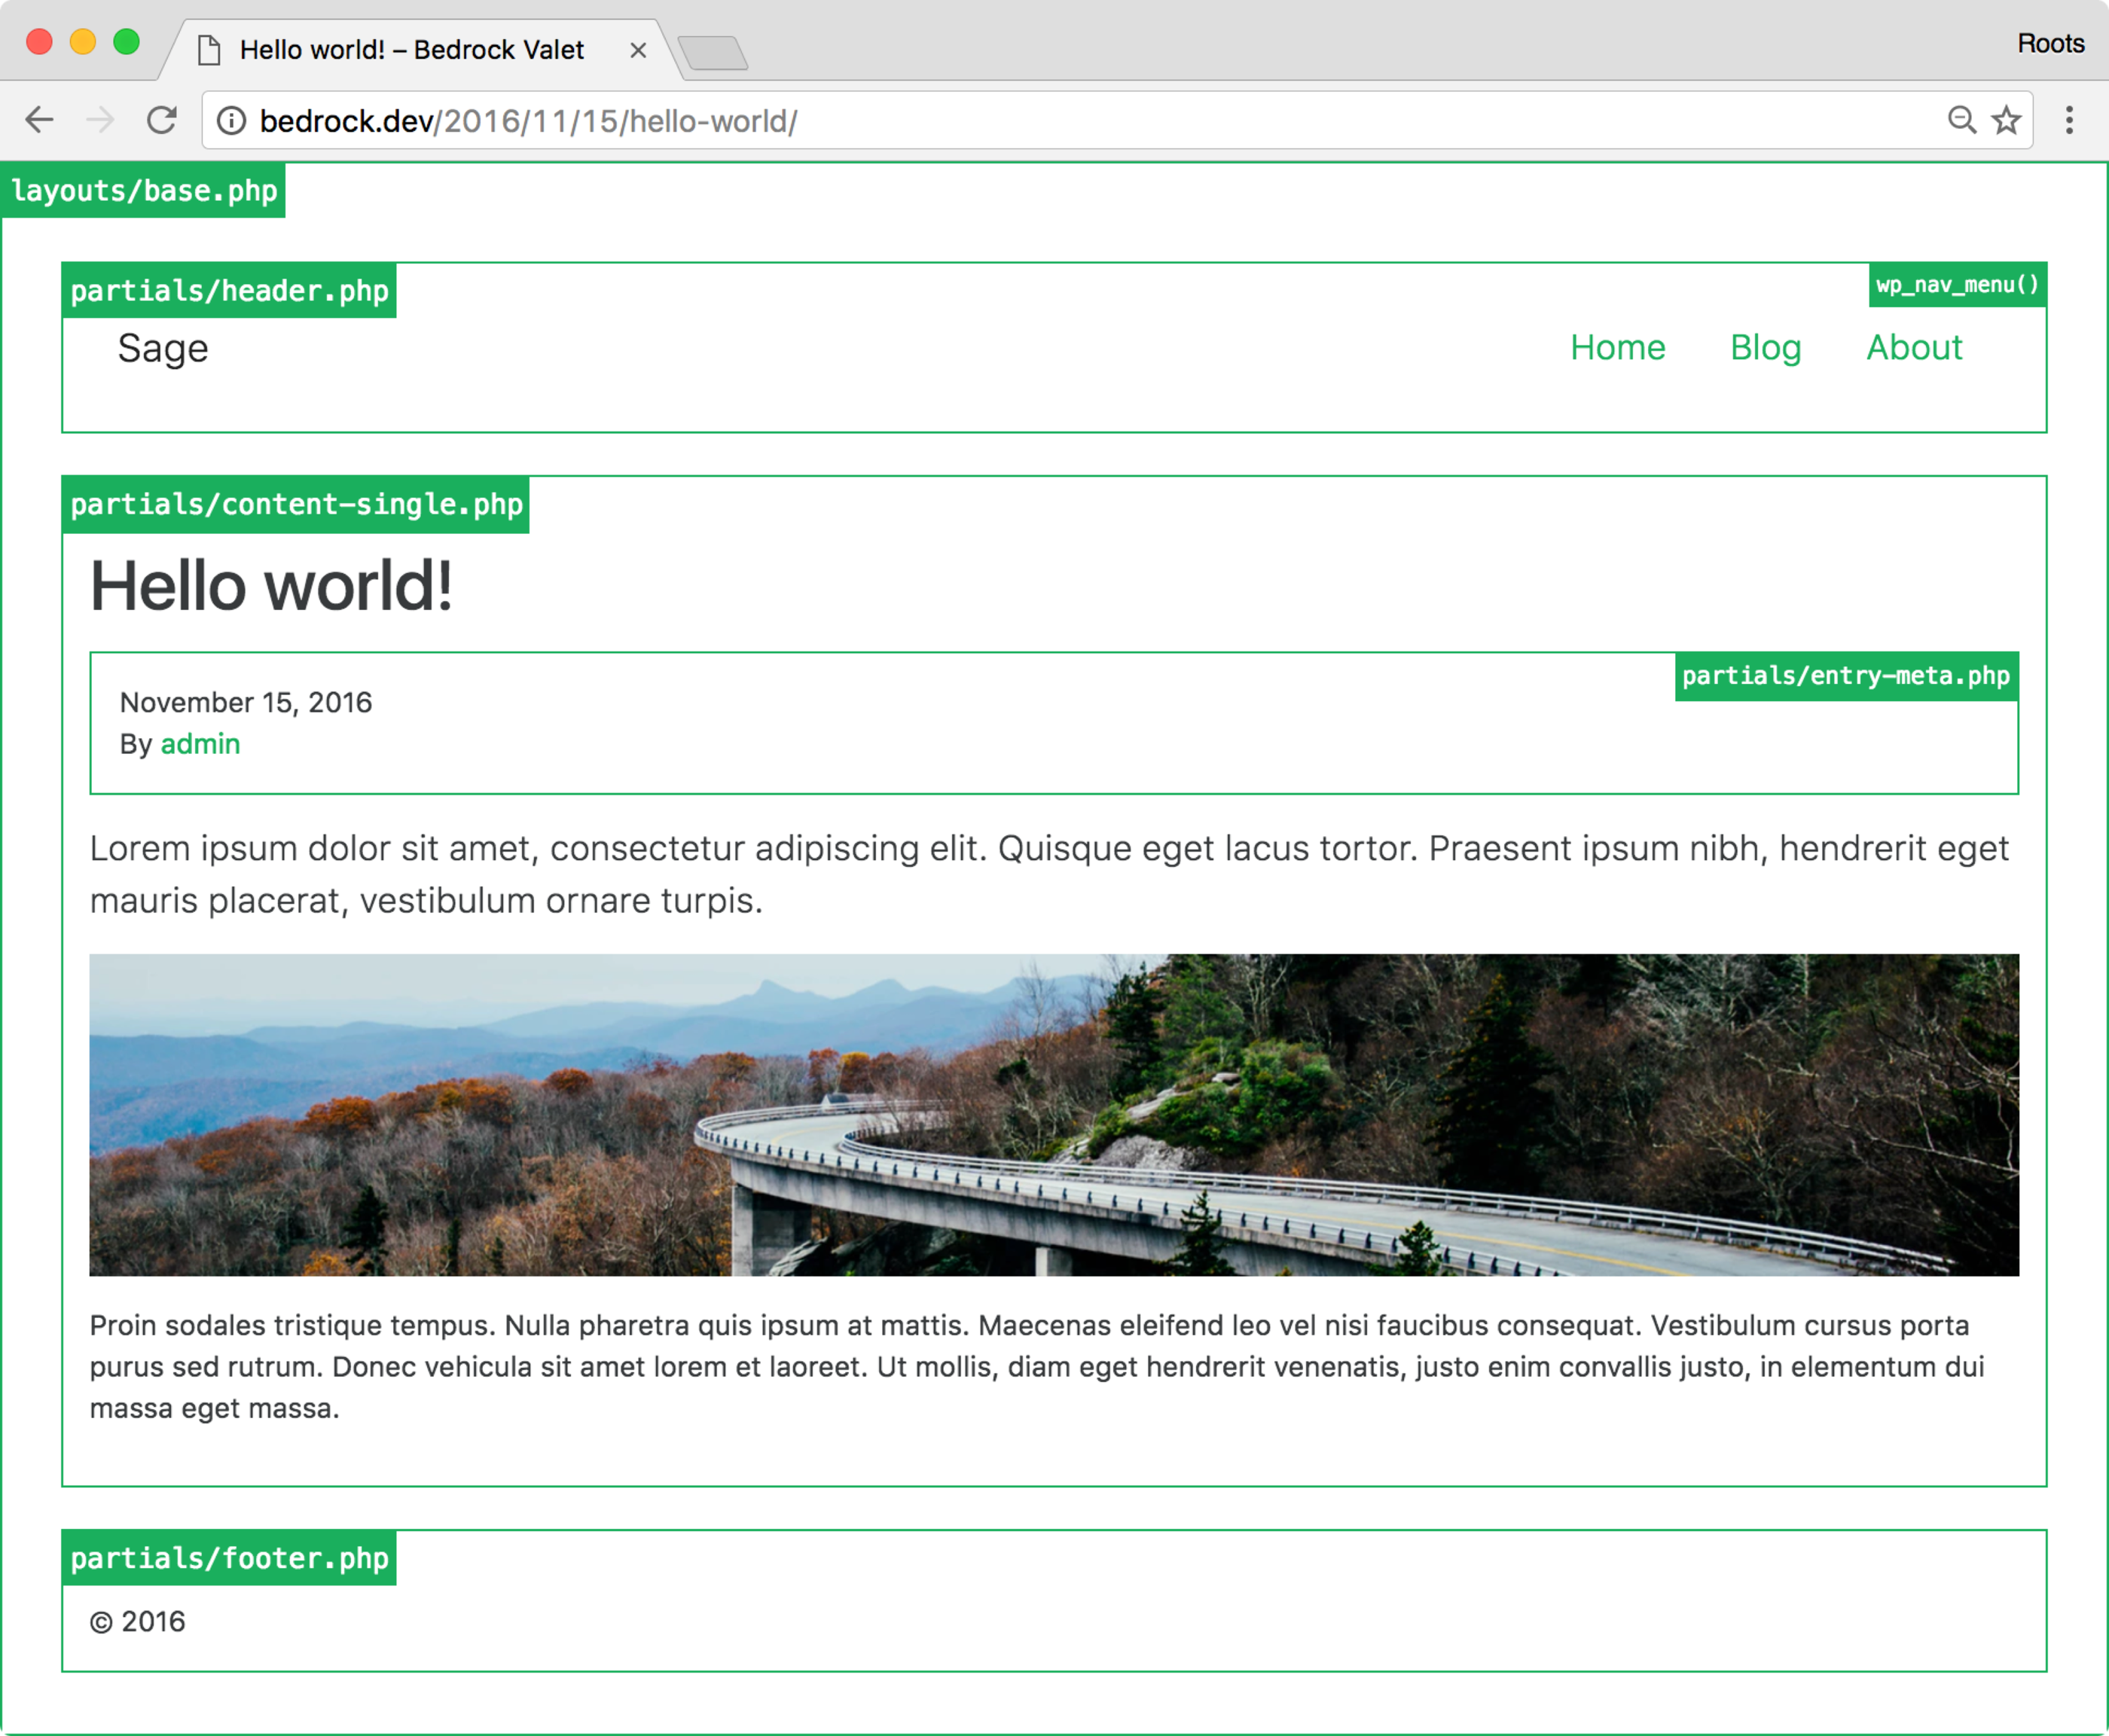 Hello world! – Bedrock Valet
Roots
bedrock.dev/2016/11/15/hello-world/
layouts/base.php
partials/header.php
wp_nav_menu()
Sage
Home Blog About
partials/content-single.php
Hello world!
partials/entry-meta.php
November 15, 2016
By admin
Lorem ipsum dolor sit amet, consectetur adipiscing elit. Quisque eget lacus tortor. Praesent ipsum nibh, hendrerit eget
mauris placerat, vestibulum ornare turpis.
Proin sodales tristique tempus. Nulla pharetra quis ipsum at mattis. Maecenas eleifend leo vel nisi faucibus consequat. Vestibulum cursus porta
purus sed rutrum. Donec vehicula sit amet lorem et laoreet. Ut mollis, diam eget hendrerit venenatis, justo enim convallis justo, in elementum dui
massa eget massa.
partials/footer.php
© 2016